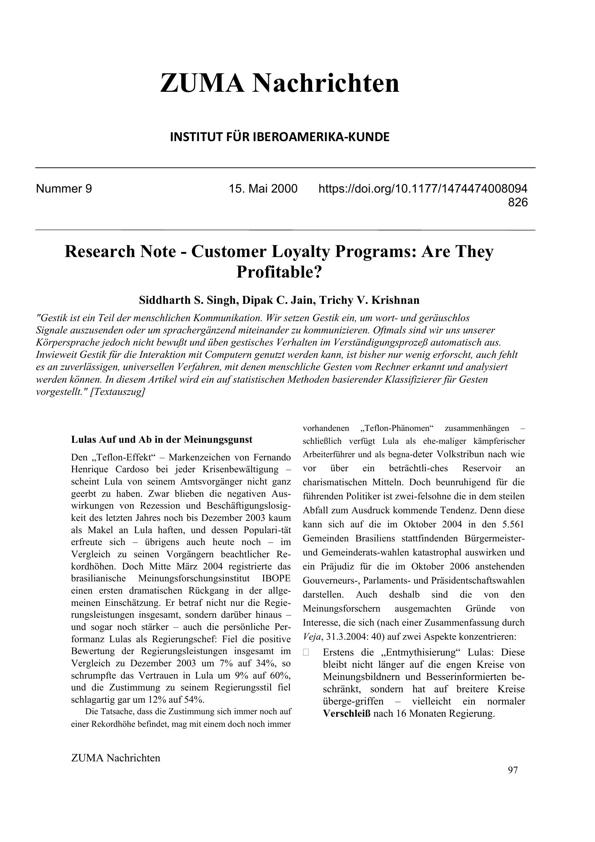 ZUMA Nachrichten
INSTITUT FÜR IBEROAMERIKA-KUNDE
Nummer 9 15. Mai 2000 https://doi.org/10.1177/1474474008094
826
Research Note - Customer Loyalty Programs: Are They
Profitable?
Siddharth S. Singh, Dipak C. Jain, Trichy V. Krishnan
"Gestik ist ein Teil der menschlichen Kommunikation. Wir setzen Gestik ein, um wort- und geräuschlos
Signale auszusenden oder um sprachergänzend miteinander zu kommunizieren. Oftmals sind wir uns unserer
Körpersprache jedoch nicht bewußt und üben gestisches Verhalten im Verständigungsprozeß automatisch aus.
Inwieweit Gestik für die Interaktion mit Computern genutzt werden kann, ist bisher nur wenig erforscht, auch fehlt
es an zuverlässigen, universellen Verfahren, mit denen menschliche Gesten vom Rechner erkannt und analysiert
werden können. In diesem Artikel wird ein auf statistischen Methoden basierender Klassifizierer für Gesten
vorgestellt." [Textauszug]
Lulas Auf und Ab in der Meinungsgunst
Den „Teflon-Effekt“ – Markenzeichen von Fernando
Henrique Cardoso bei jeder Krisenbewältigung –
scheint Lula von seinem Amtsvorgänger nicht ganz
geerbt zu haben. Zwar blieben die negativen Aus-
wirkungen von Rezession und Beschäftigungslosig-
keit des letzten Jahres noch bis Dezember 2003 kaum
als Makel an Lula haften, und dessen Populari-tät
erfreute sich – übrigens auch heute noch – im
Vergleich zu seinen Vorgängern beachtlicher Re-
kordhöhen. Doch Mitte März 2004 registrierte das
brasilianische Meinungsforschungsinstitut IBOPE
einen ersten dramatischen Rückgang in der allge-
meinen Einschätzung. Er betraf nicht nur die Regie-
rungsleistungen insgesamt, sondern darüber hinaus –
und sogar noch stärker – auch die persönliche Per-
formanz Lulas als Regierungschef: Fiel die positive
Bewertung der Regierungsleistungen insgesamt im
Vergleich zu Dezember 2003 um 7% auf 34%, so
schrumpfte das Vertrauen in Lula um 9% auf 60%,
und die Zustimmung zu seinem Regierungsstil fiel
schlagartig gar um 12% auf 54%.
Die Tatsache, dass die Zustimmung sich immer noch auf
einer Rekordhöhe befindet, mag mit einem doch noch immer
vorhandenen „Teflon-Phänomen“ zusammenhängen –
schließlich verfügt Lula als ehe-maliger kämpferischer
Arbeiterführer und als begna-deter Volkstribun nach wie
vor über ein beträchtli-ches Reservoir an
charismatischen Mitteln. Doch beunruhigend für die
führenden Politiker ist zwei-felsohne die in dem steilen
Abfall zum Ausdruck kommende Tendenz. Denn diese
kann sich auf die im Oktober 2004 in den 5.561
Gemeinden Brasiliens stattfindenden Bürgermeister-
und Gemeinderats-wahlen katastrophal auswirken und
ein Präjudiz für die im Oktober 2006 anstehenden
Gouverneurs-, Parlaments- und Präsidentschaftswahlen
darstellen. Auch deshalb sind die von den
Meinungsforschern ausgemachten Gründe von
Interesse, die sich (nach einer Zusammenfassung durch
Veja, 31.3.2004: 40) auf zwei Aspekte konzentrieren:
Erstens die „Entmythisierung“ Lulas: Diese
bleibt nicht länger auf die engen Kreise von
Meinungsbildnern und Besserinformierten be-
schränkt, sondern hat auf breitere Kreise
überge-griffen – vielleicht ein normaler
Verschleiß nach 16 Monaten Regierung.
ZUMA Nachrichten
97